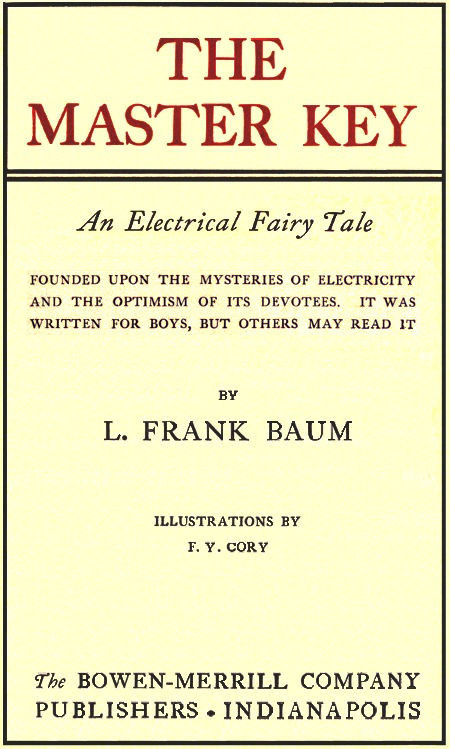 THE
MASTER KEY
An Electrical Fairy Tale
FOUNDED UPON THE MYSTERIES OF ELECTRICITY
AND THE OPTIMISM OF ITS DEVOTEES. IT WAS
WRITTEN FOR BOYS, BUT OTHERS MAY READ IT
BY
L. FRANK BAUM
ILLUSTRATIONS BY
F. Y. CORY
The BOWEN-MERRILL COMPANY
PUBLISHERS • INDIANAPOLIS